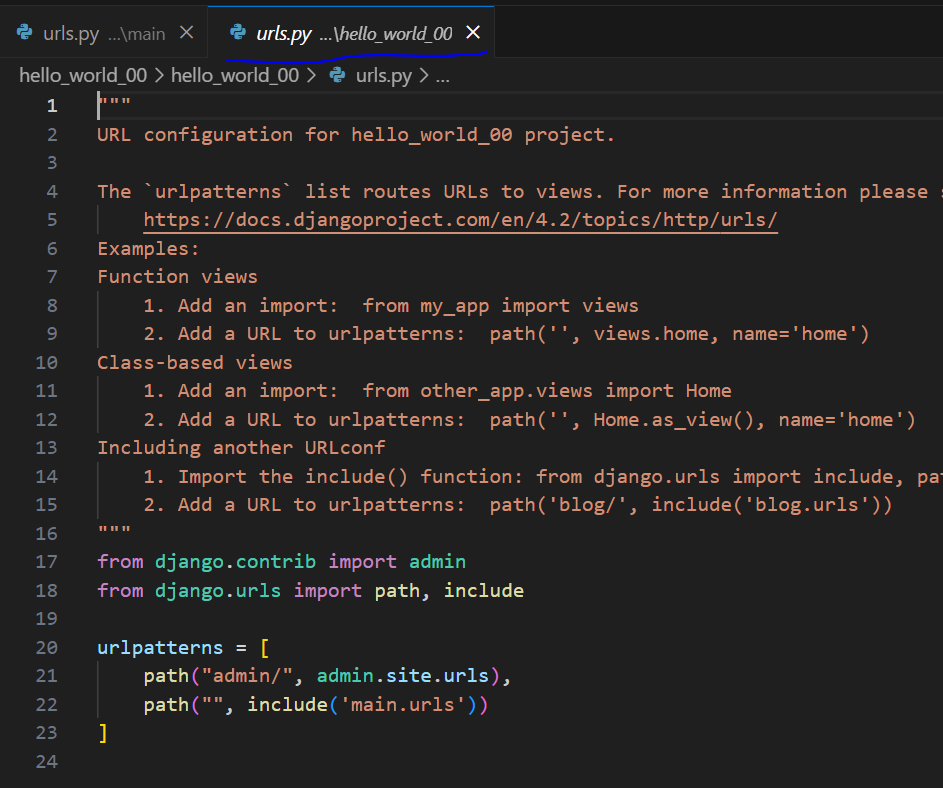 urls.py ...\main
urls.py ...\hello_world_00
hello_world_00 > hello_world_00 > urls.py > ...
1 """
2 URL configuration for hello_world_00 project.
3
4 The `urlpatterns` list routes URLs to views. For more information please
5     https://docs.djangoproject.com/en/4.2/topics/http/urls/
6 Examples:
7 Function views
8     1. Add an import:  from my_app import views
9     2. Add a URL to urlpatterns:  path('', views.home, name='home')
10 Class-based views
11     1. Add an import:  from other_app.views import Home
12     2. Add a URL to urlpatterns:  path('', Home.as_view(), name='home')
13 Including another URLconf
14     1. Import the include() function: from django.urls import include,
15     2. Add a URL to urlpatterns:  path('blog/', include('blog.urls'))
16 """
17 from django.contrib import admin
18 from django.urls import path, include
19
20 urlpatterns = [
21     path("admin/", admin.site.urls),
22     path("", include('main.urls'))
23 ]
24